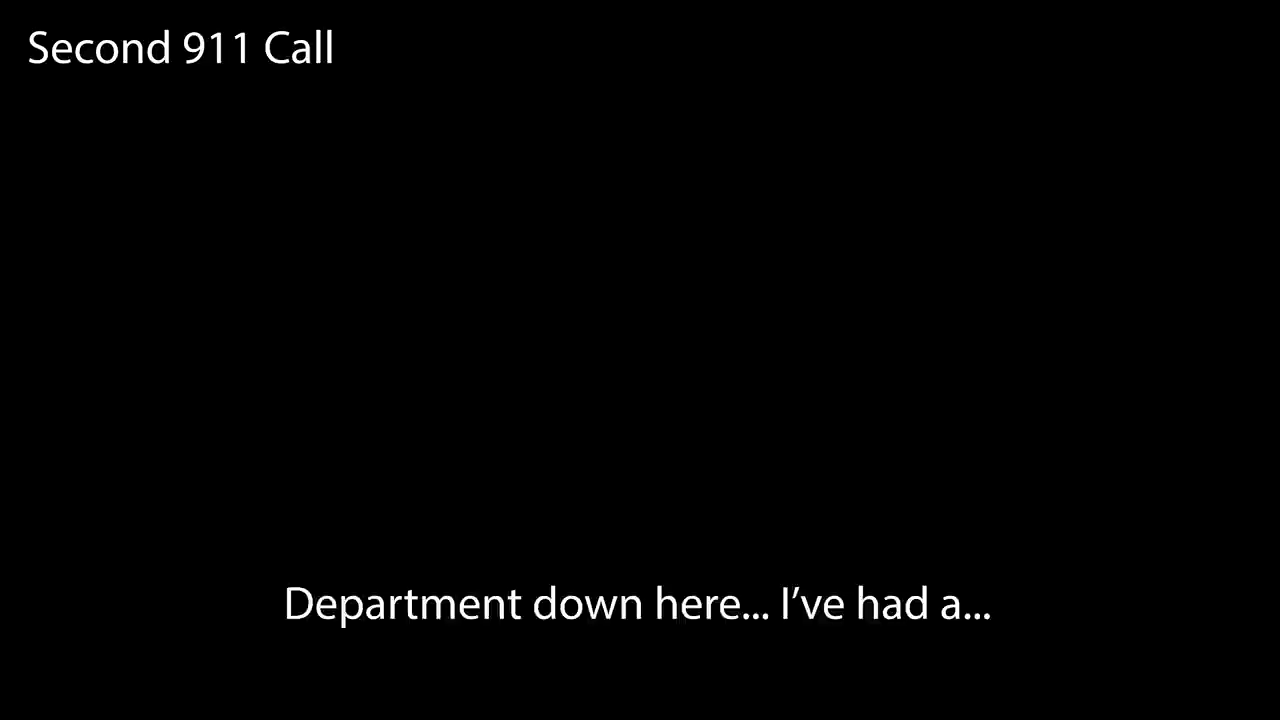 Second 911 Call
Department down here... I’ve had a...